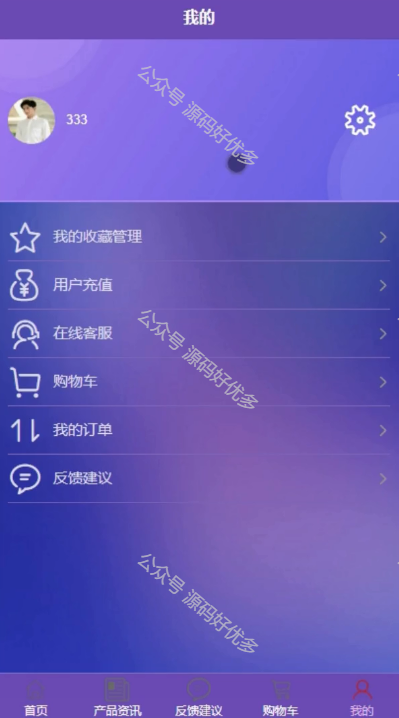 我的
公众号 源码好优多
333
我的收藏管理
用户充值
在线客服
公众号 源码好优多
购物车
我的订单
反馈建议
公众号 源码好优多
首页
产品资讯
反馈建议
购物车
我的